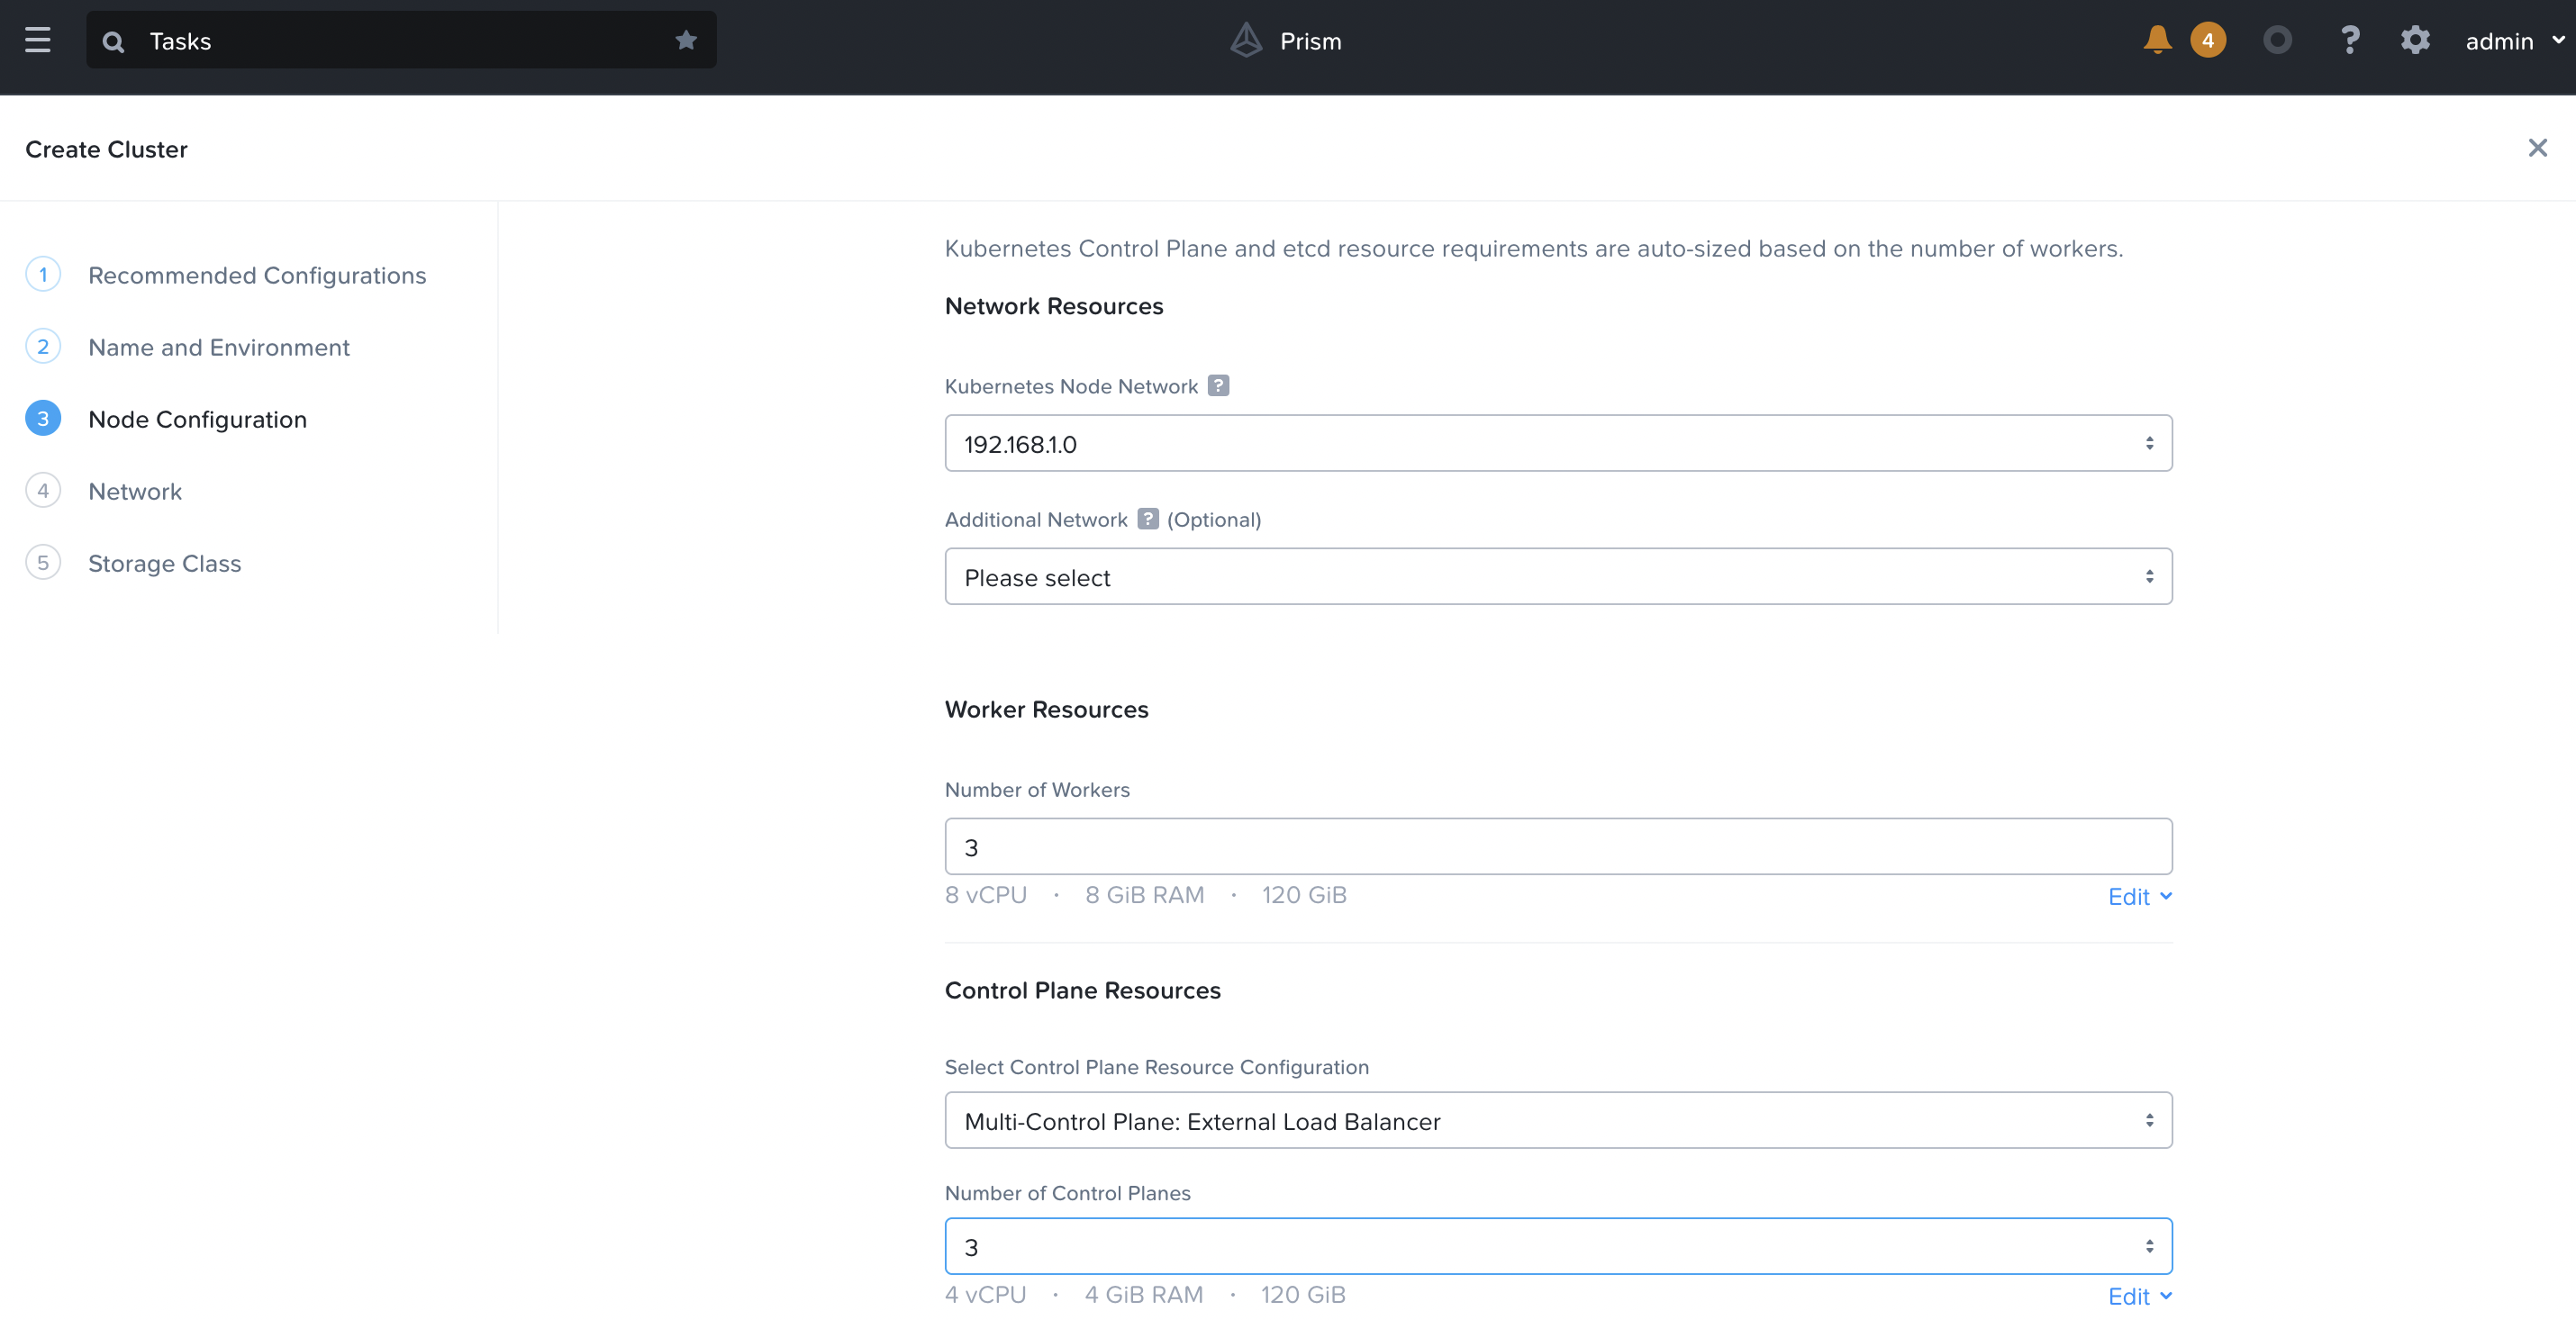 Tasks
Prism
4
?
admin
Create Cluster
1 Recommended Configurations
2 Name and Environment
3 Node Configuration
4 Network
5 Storage Class
Kubernetes Control Plane and etcd resource requirements are auto-sized based on the number of workers.
Network Resources
Kubernetes Node Network ?
192.168.1.0
Additional Network ? (Optional)
Please select
Worker Resources
Number of Workers
3
8 vCPU · 8 GiB RAM · 120 GiB
Edit
Control Plane Resources
Select Control Plane Resource Configuration
Multi-Control Plane: External Load Balancer
Number of Control Planes
3
4 vCPU · 4 GiB RAM · 120 GiB
Edit